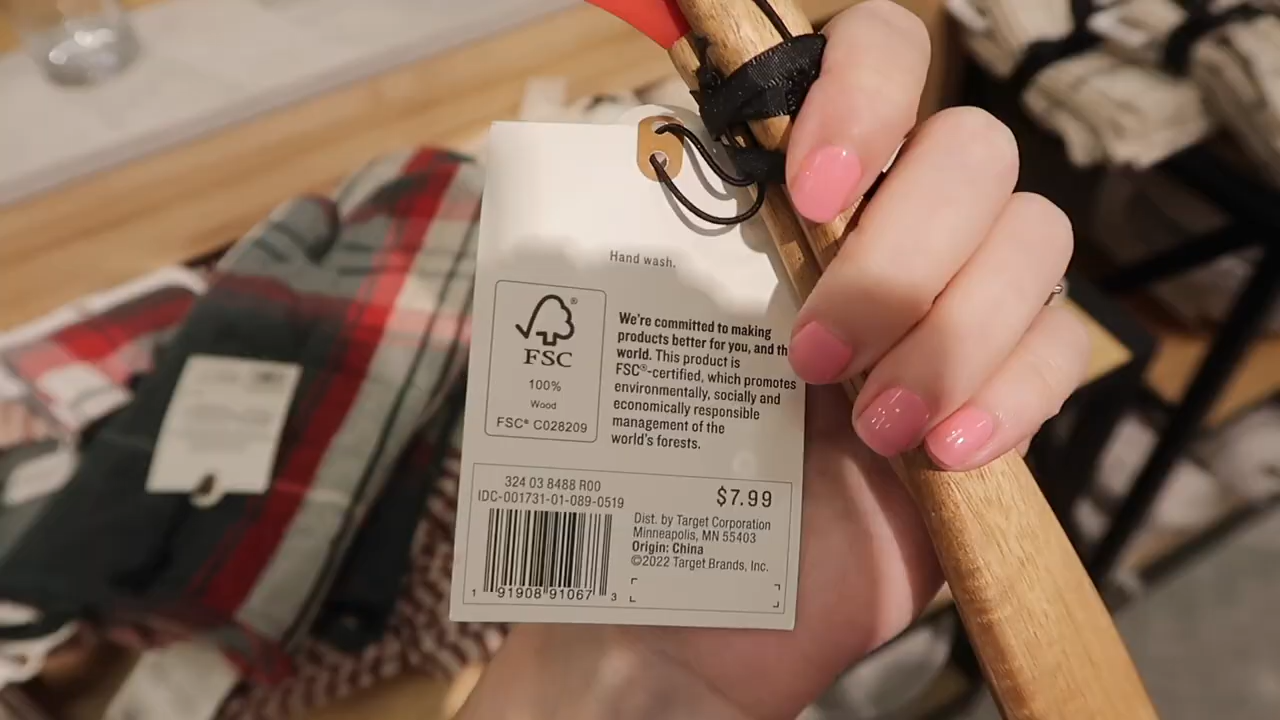 Hand wash.
FSC®
100%
Wood
FSC® C028209
We're committed to making
products better for you, and
world. This product is
FSC®-certified, which promotes
environmentally, socially and
economically responsible
management of the
world's forests.
324 03 8488 R00
IDC-001731-01-089-0519
$7.99
Dist. by Target Corporation
Minneapolis, MN 55403
Origin: China
©2022 Target Brands, Inc.
1 91908 91067 3